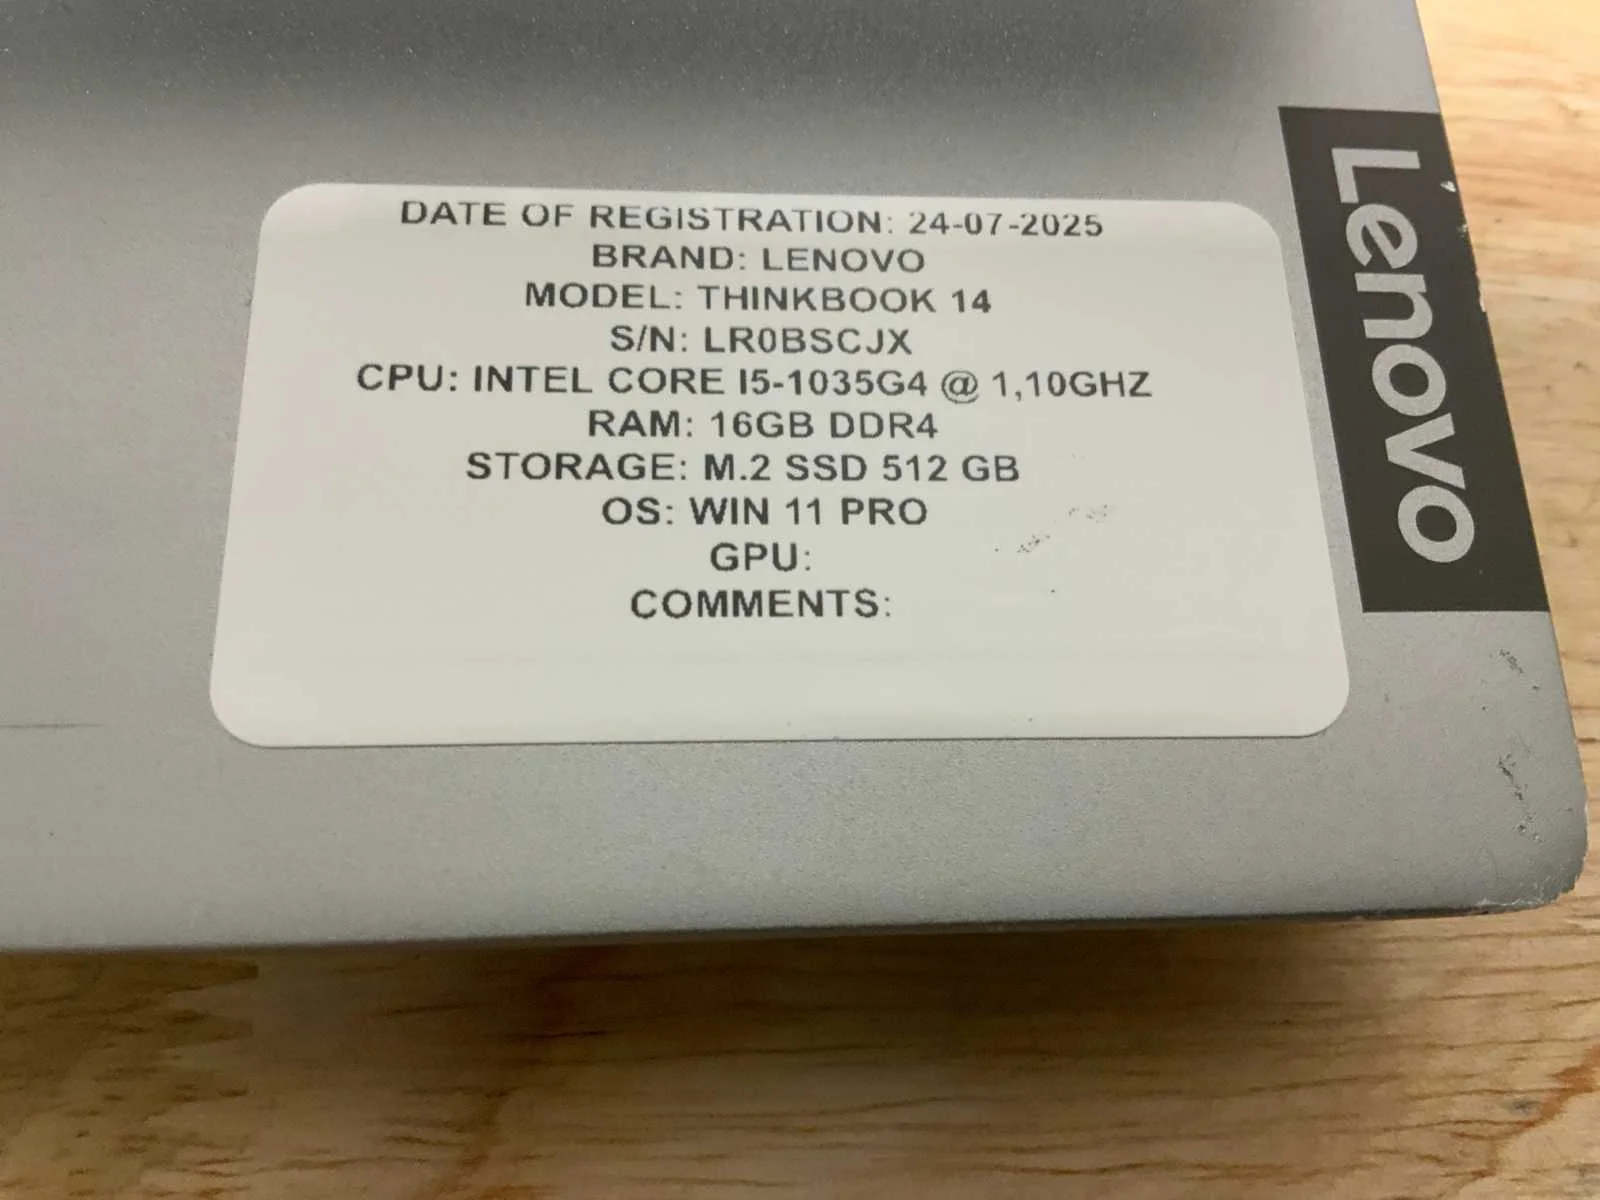 DATE OF REGISTRATION: 24-07-2025
BRAND: LENOVO
MODEL: THINKBOOK 14
S/N: LR0BSCJX
CPU: INTEL CORE I5-1035G4 @ 1,10GHZ
RAM: 16GB DDR4
STORAGE: M.2 SSD 512 GB
OS: WIN 11 PRO
GPU:
COMMENTS:
Lenovo